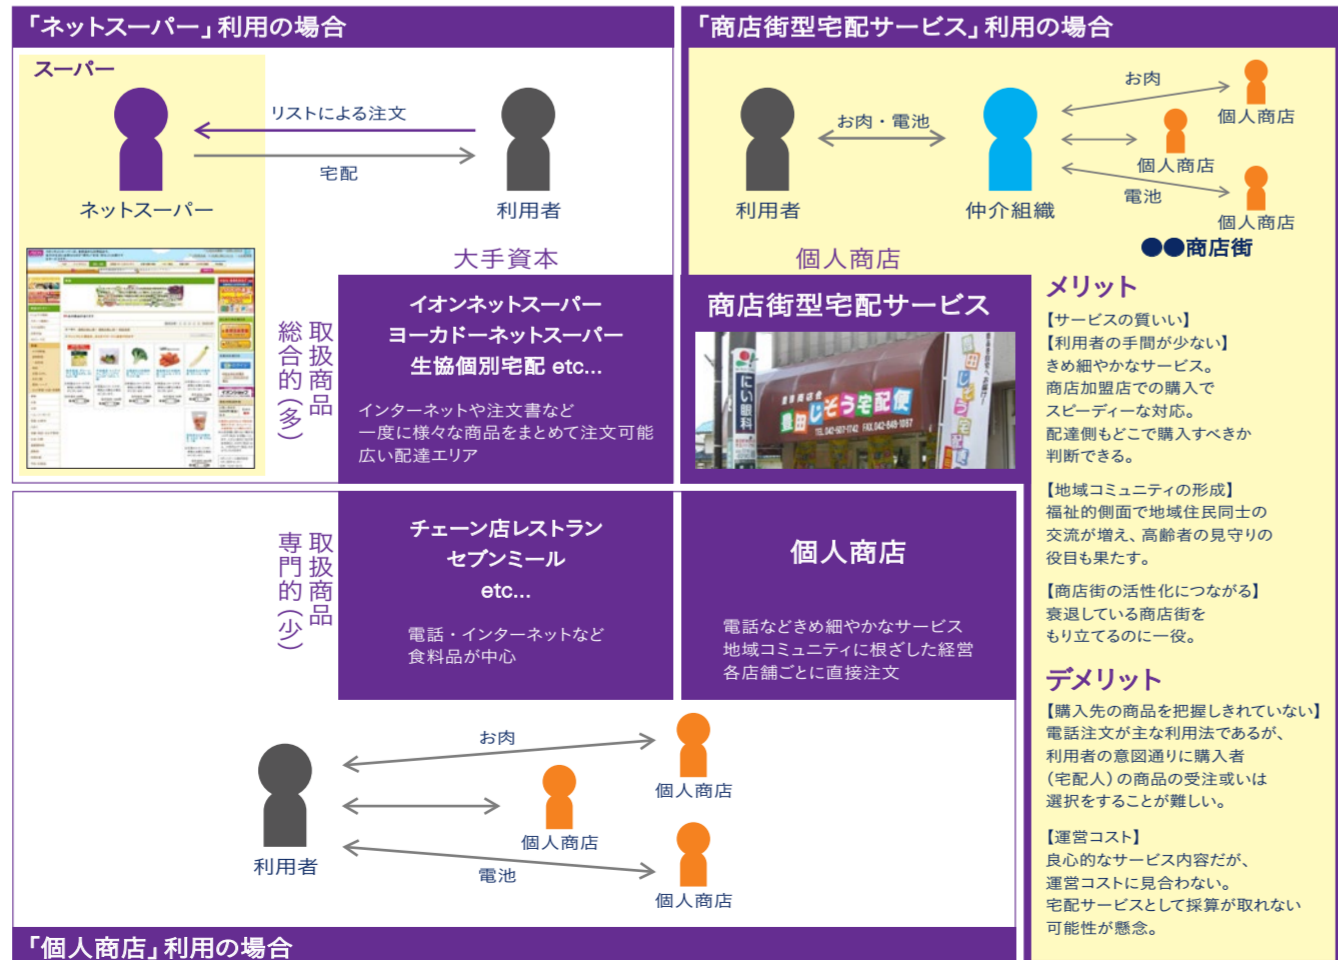 「ネットスーパー」利用の場合
スーパー
リストによる注文
宅配
ネットスーパー
利用者
「商店街型宅配サービス」利用の場合
お肉・電池
お肉
電池
利用者
仲介組織
個人商店
個人商店
個人商店
●●商店街
大手資本
個人商店
取扱商品
総合的(多)
イオンネットスーパー
ヨーカドーネットスーパー
生協個別宅配 etc...
インターネットや注文書など
一度に様々な商品をまとめて注文可能
広い配達エリア
商店街型宅配サービス
にい眼科
豊田じぞう宅配便
取扱商品
専門的(少)
チェーン店レストラン
セブンミール
etc...
電話・インターネットなど
食料品が中心
個人商店
電話などきめ細やかなサービス
地域コミュニティに根ざした経営
各店舗ごとに直接注文
お肉
電池
利用者
個人商店
個人商店
個人商店
「個人商店」利用の場合
メリット
【サービスの質いい】
【利用者の手間が少ない】
きめ細やかなサービス。
商店加盟店での購入で
スピーディーな対応。
配達側もどこで購入すべきか
判断できる。
【地域コミュニティの形成】
福祉的側面で地域住民同士の
交流が増え、高齢者の見守りの
役目も果たす。
【商店街の活性化につながる】
衰退している商店街を
もり立てるのに一役。
デメリット
【購入先の商品を把握しきれていない】
電話注文が主な利用法であるが、
利用者の意図通りに購入者
（宅配人）の商品の受注或いは
選択をすることが難しい。
【運営コスト】
良心的なサービス内容だが、
運営コストに見合わない。
宅配サービスとして採算が取れない
可能性が懸念。